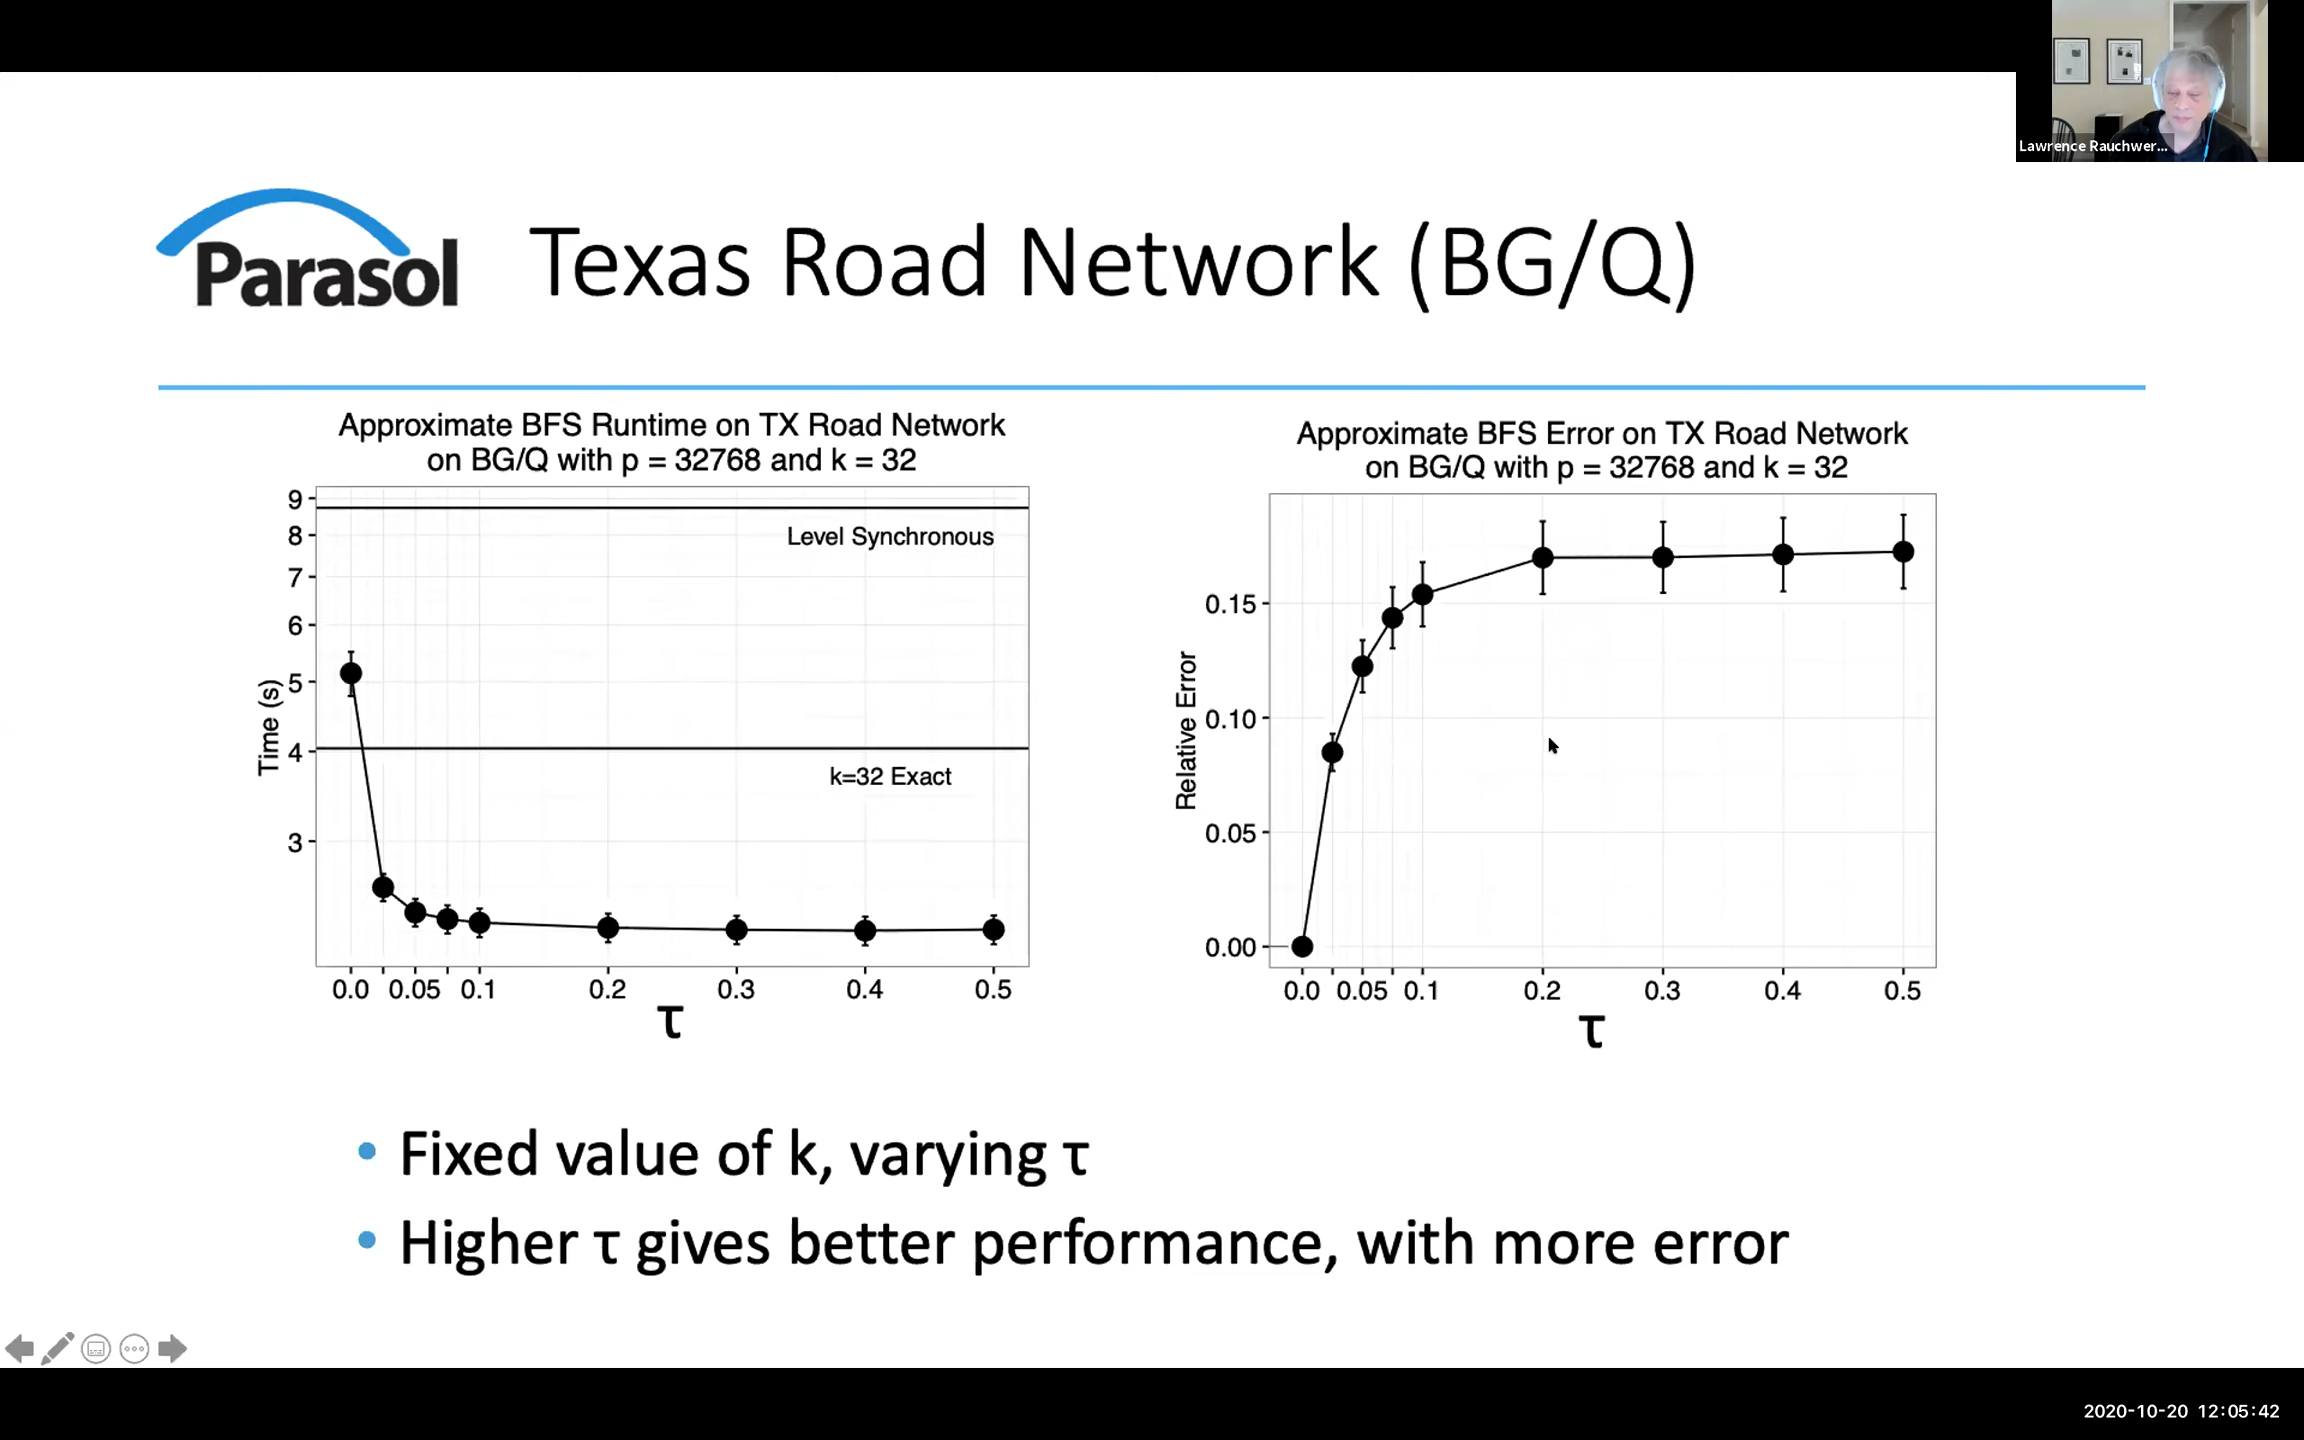 Lawrence Rauchwer...
Parasol
Texas Road Network (BG/Q)
Approximate BFS Runtime on TX Road Network
on BG/Q with p = 32768 and k = 32
9
8
7
6
5
4
3
Time (s)
Level Synchronous
k=32 Exact
0.0 0.05 0.1 0.2 0.3 0.4 0.5
τ
Approximate BFS Error on TX Road Network
on BG/Q with p = 32768 and k = 32
0.15
0.10
0.05
0.00
Relative Error
0.0 0.05 0.1 0.2 0.3 0.4 0.5
τ
• Fixed value of k, varying τ
• Higher τ gives better performance, with more error
2020-10-20 12:05:42